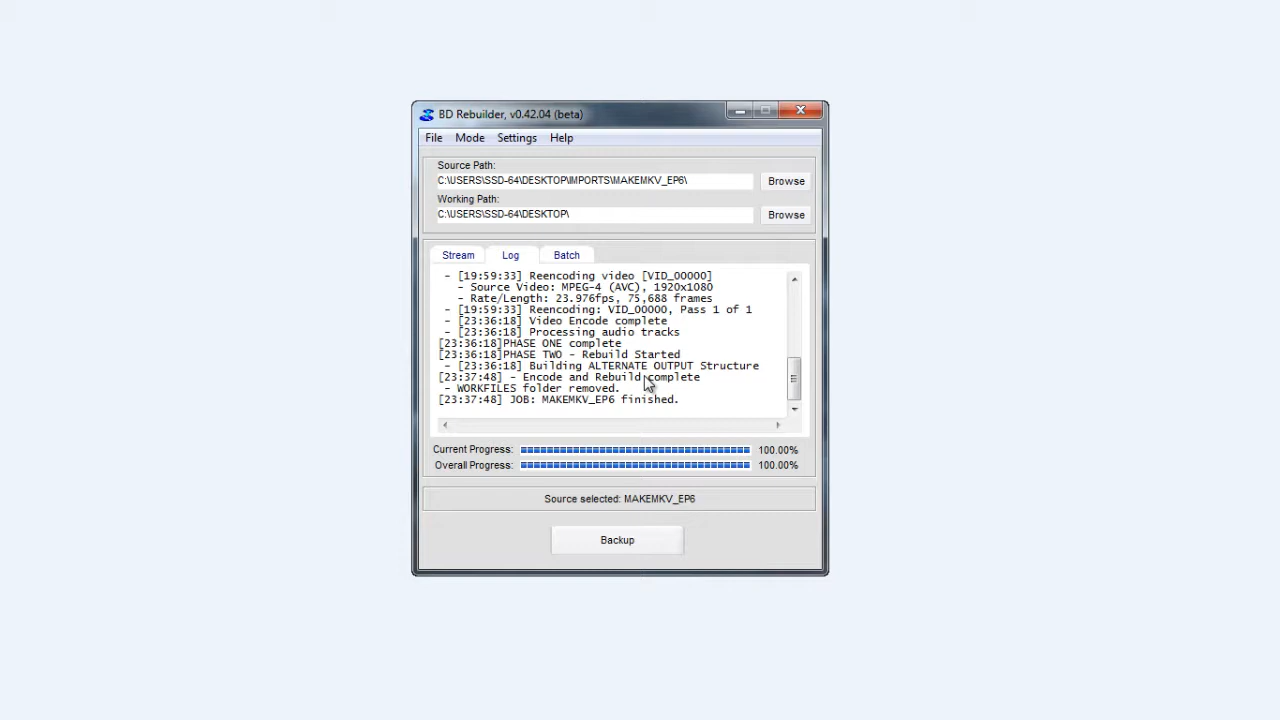 BD Rebuilder, v0.42.04 (beta)
File Mode Settings Help
Source Path:
C:\USERS\SSD-64\DESKTOP\IMPORTS\MAKEMKV_EP6\ Browse
Working Path:
C:\USERS\SSD-64\DESKTOP\ Browse
Stream Log Batch
- [19:59:33] Reencoding video [VID_00000]
- Source Video: MPEG-4 (AVC), 1920x1080
- Rate/Length: 23.976fps, 75,688 frames
- [19:59:33] Reencoding: VID_00000, Pass 1 of 1
- [23:36:18] Video Encode complete
- [23:36:18] Processing audio tracks
[23:36:18]PHASE ONE complete
[23:36:18]PHASE TWO - Rebuild Started
- [23:36:18] Building ALTERNATE OUTPUT Structure
[23:37:48] - Encode and Rebuild complete
- WORKFILES folder removed.
[23:37:48] JOB: MAKEMKV_EP6 finished.
Current Progress: 100.00%
Overall Progress: 100.00%
Source selected: MAKEMKV_EP6
Backup